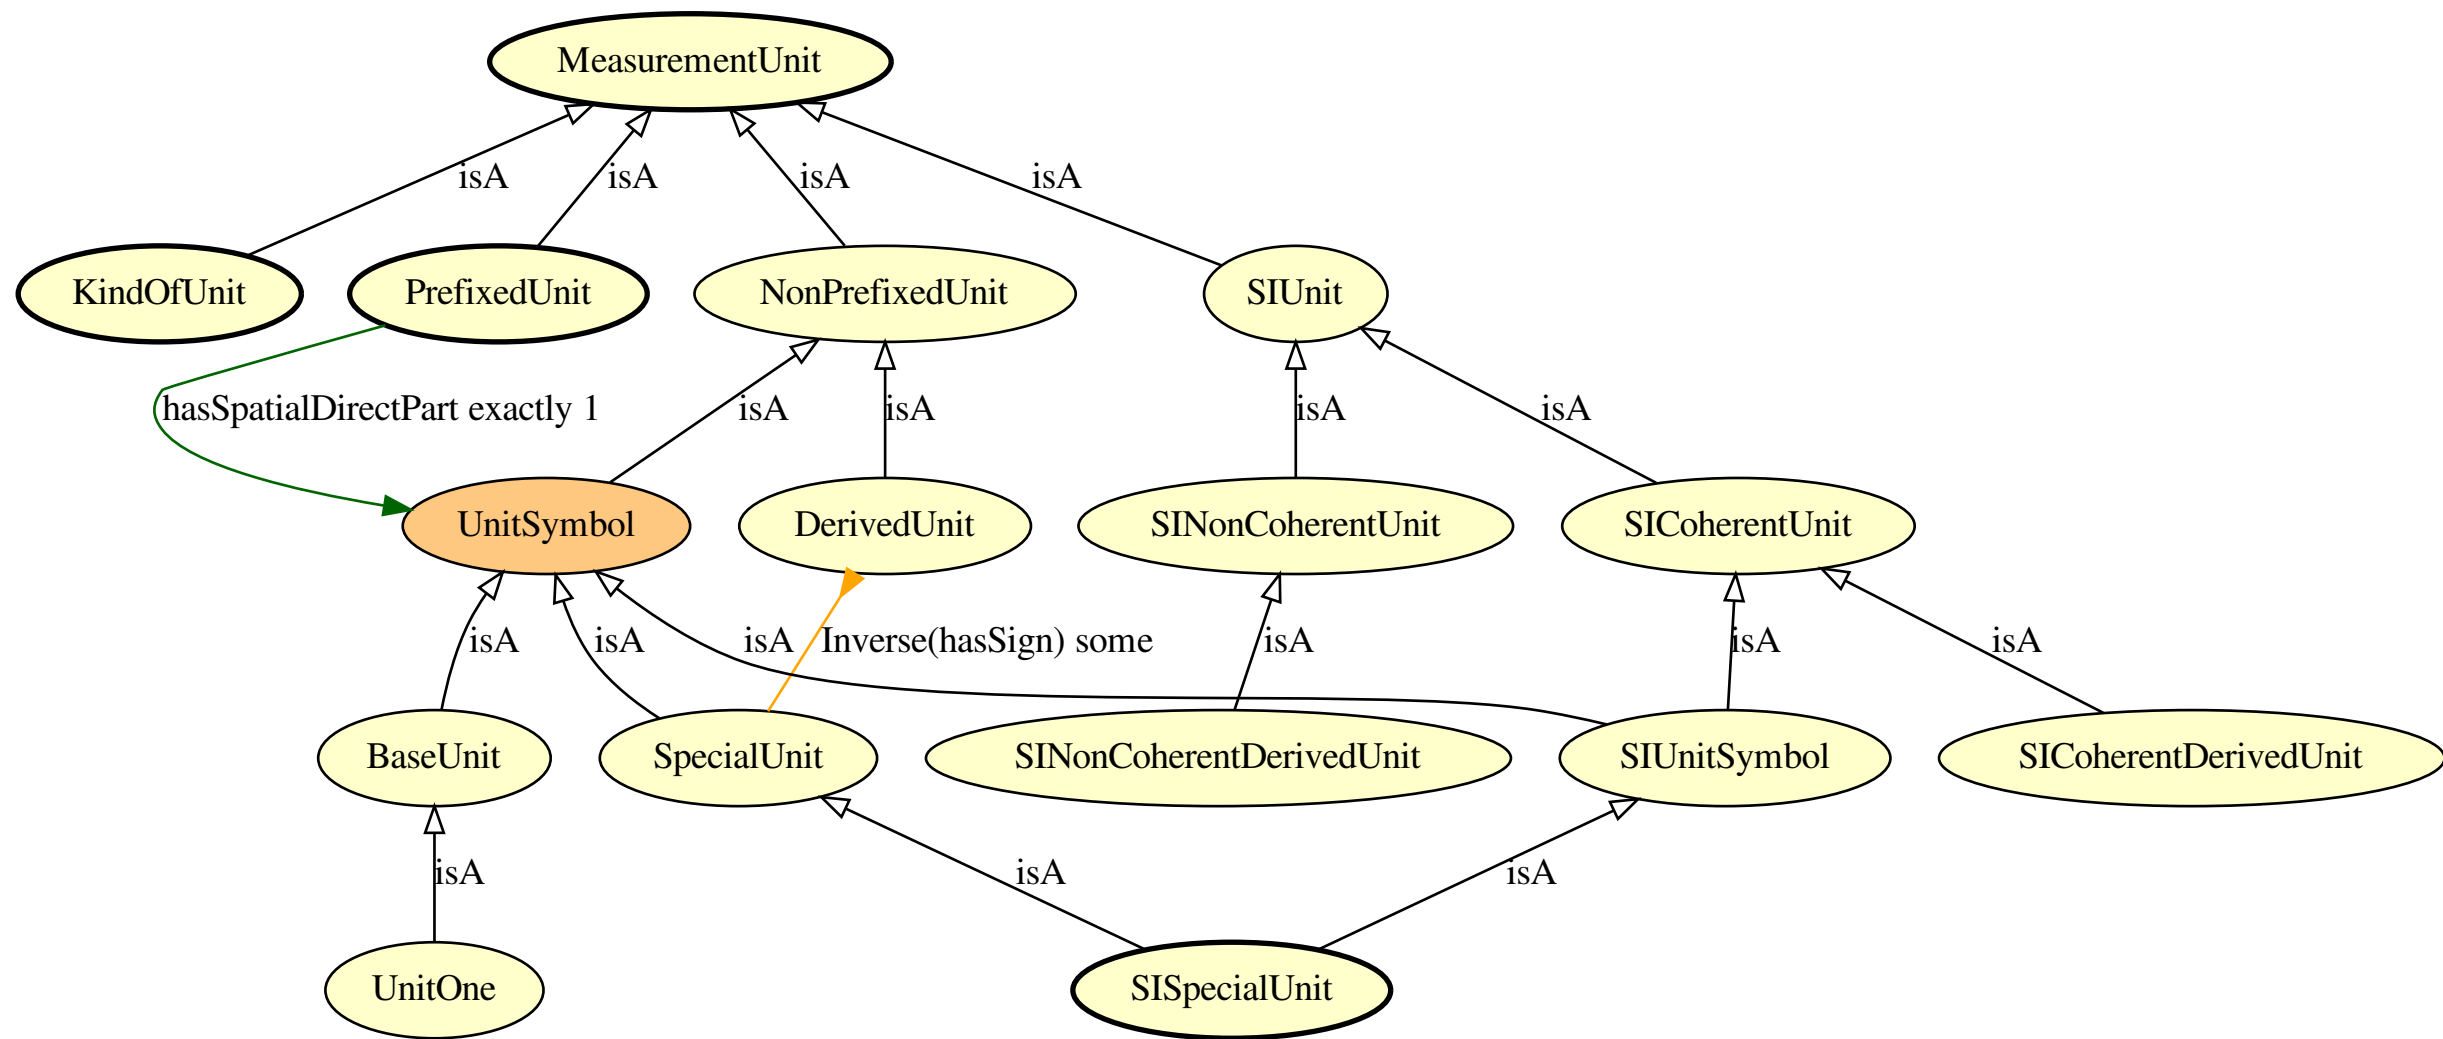 MeasurementUnit
isA
isA
isA
isA
KindOfUnit
PrefixedUnit
NonPrefixedUnit
SIUnit
hasSpatialDirectPart exactly 1
isA
isA
isA
isA
UnitSymbol
DerivedUnit
SINonCoherentUnit
SICoherentUnit
isA
isA
isA
Inverse(hasSign) some
isA
isA
isA
BaseUnit
SpecialUnit
SINonCoherentDerivedUnit
SIUnitSymbol
SICoherentDerivedUnit
isA
isA
isA
UnitOne
SISpecialUnit